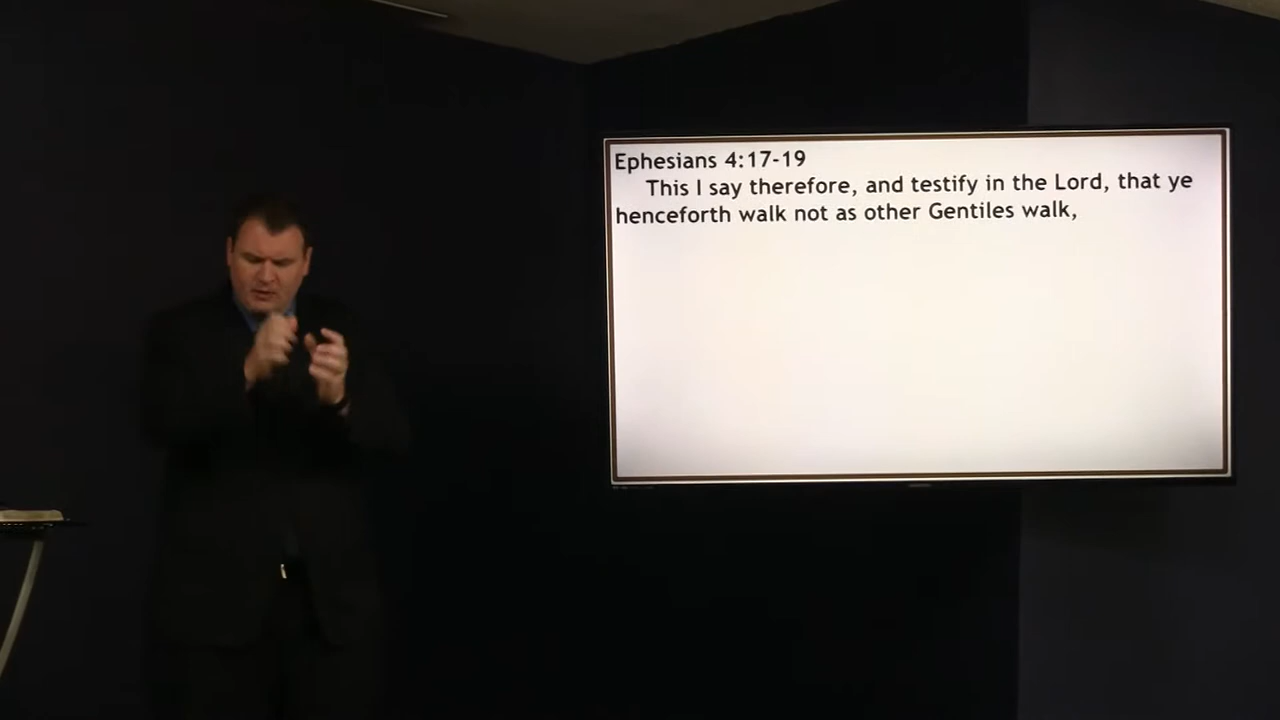 Ephesians 4:17-19
This I say therefore, and testify in the Lord, that ye
henceforth walk not as other Gentiles walk,